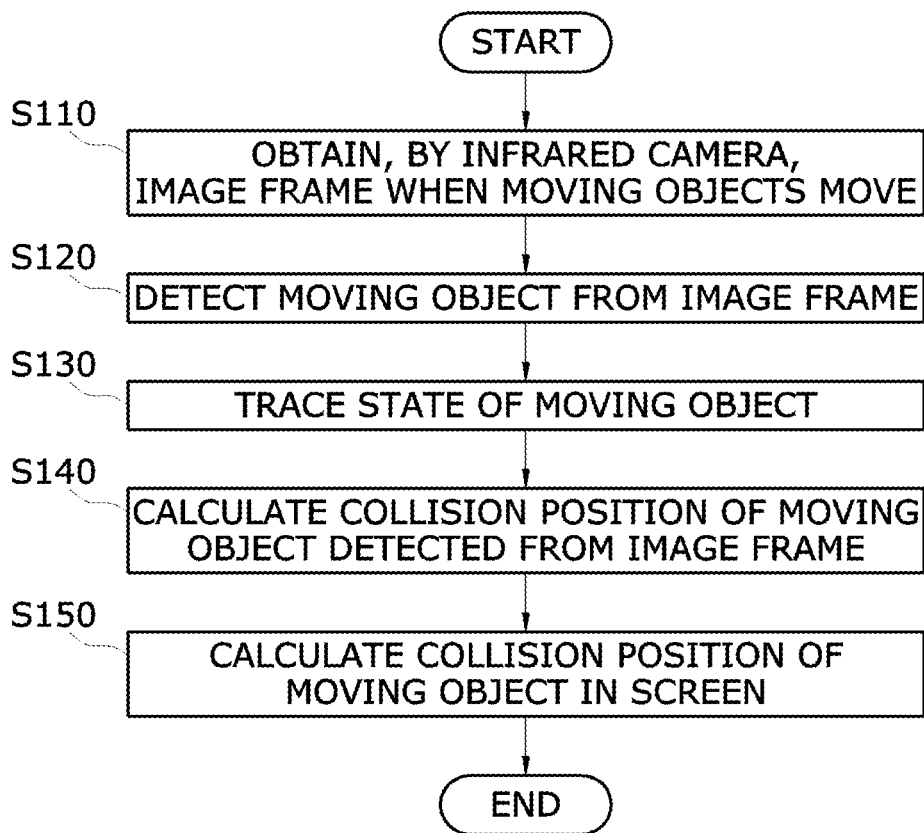 START
S110
OBTAIN, BY INFRARED CAMERA,
IMAGE FRAME WHEN MOVING OBJECTS MOVE
S120
DETECT MOVING OBJECT FROM IMAGE FRAME
S130
TRACE STATE OF MOVING OBJECT
S140
CALCULATE COLLISION POSITION OF MOVING
OBJECT DETECTED FROM IMAGE FRAME
S150
CALCULATE COLLISION POSITION OF
MOVING OBJECT IN SCREEN
END